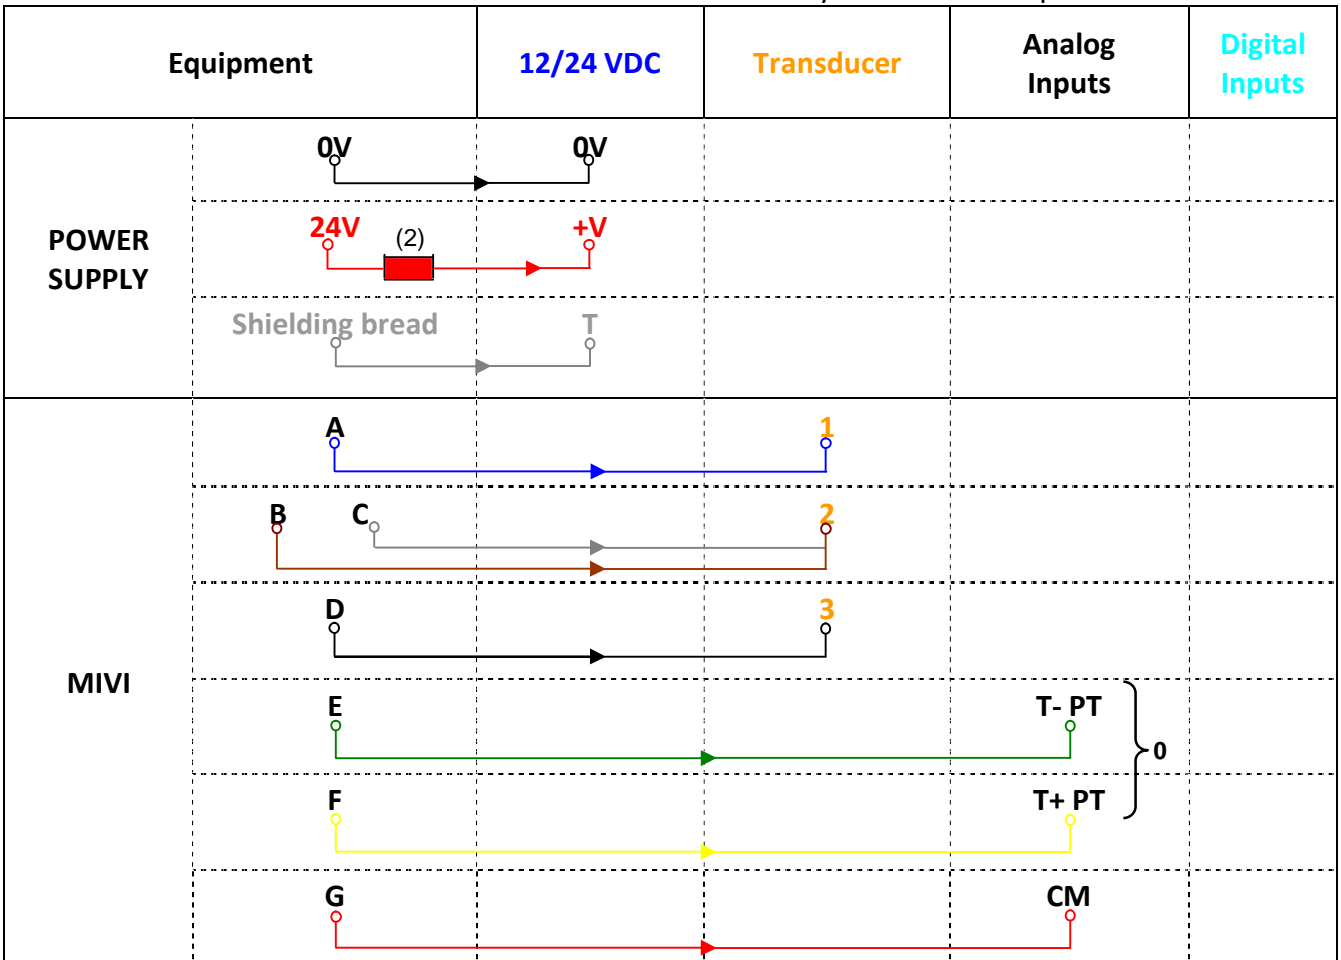 Equipment
12/24 VDC
Transducer
Analog
Inputs
Digital
Inputs
POWER
SUPPLY
0V
0V
24V
(2)
+V
Shielding bread
T
MIVI
A
1
B
C
2
D
3
E
T- PT
0
F
T+ PT
G
CM